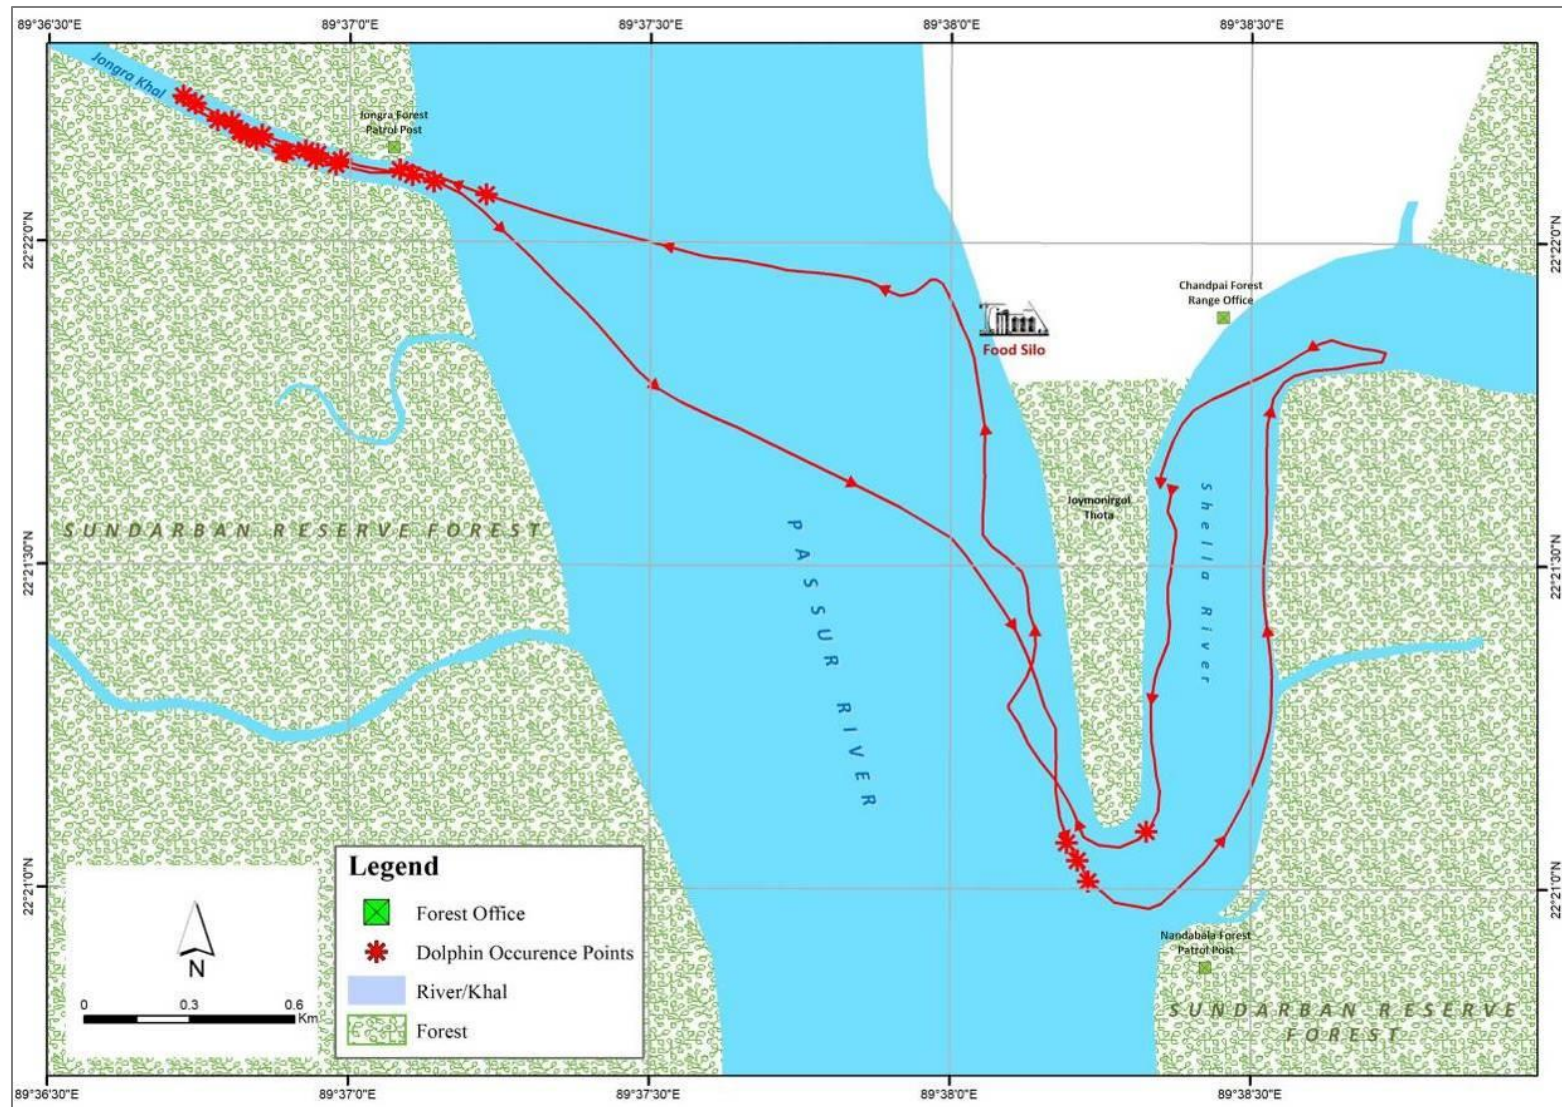 89°36'30"E 89°37'0"E 89°37'30"E 89°38'0"E 89°38'30"E
Jongra Khal
Jongra Forest
Patrol Post
22°22'0"N
22°22'0"N
Chandpai Forest
Range Office
Food Silo
Joymonirgol
Thota
Shella River
SUNDARBAN RESERVE FOREST
PASSUR RIVER
22°21'30"N
22°21'30"N
22°21'0"N
22°21'0"N
Nandabala Forest
Patrol Post
SUNDARBAN RESERVE
FOREST
Legend
Forest Office
Dolphin Occurence Points
River/Khal
Forest
N
0 0.3 0.6
Km
89°36'30"E 89°37'0"E 89°37'30"E 89°38'0"E 89°38'30"E